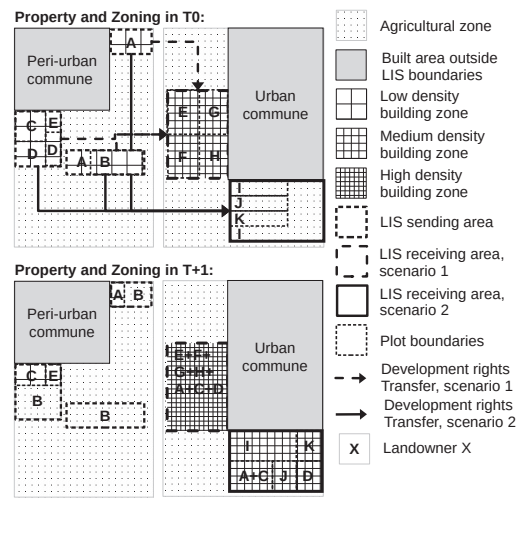 Property and Zoning in T0:
Peri-urban
commune
A
C E
D D
A B
E G
F H
Urban
commune
I
J
K
I
Property and Zoning in T+1:
Peri-urban
commune
A B
C E
B
B
E+F+
G+H+
A+C+D
Urban
commune
I K
A+C J D
Agricultural zone
Built area outside
LIS boundaries
Low density
building zone
Medium density
building zone
High density
building zone
LIS sending area
LIS receiving area,
scenario 1
LIS receiving area,
scenario 2
Plot boundaries
Development rights
Transfer, scenario 1
Development rights
Transfer, scenario 2
X Landowner X